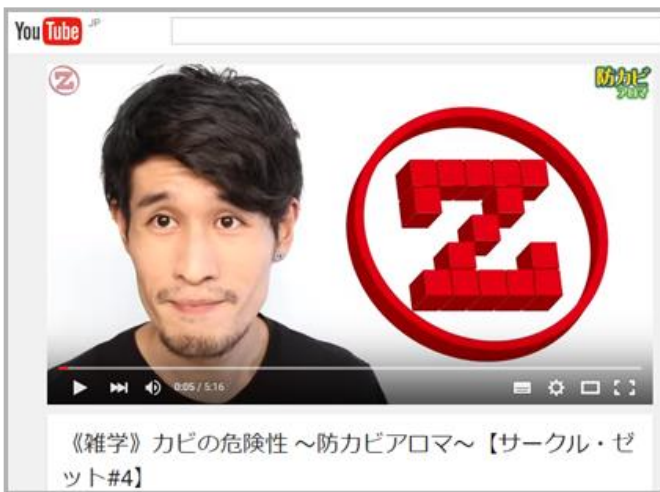 YouTube JP
Z
防カビ
アロマ
Z
0:05 / 5:16
《雑学》カビの危険性 ～防カビアロマ～【サークル・ゼ
ット#4】